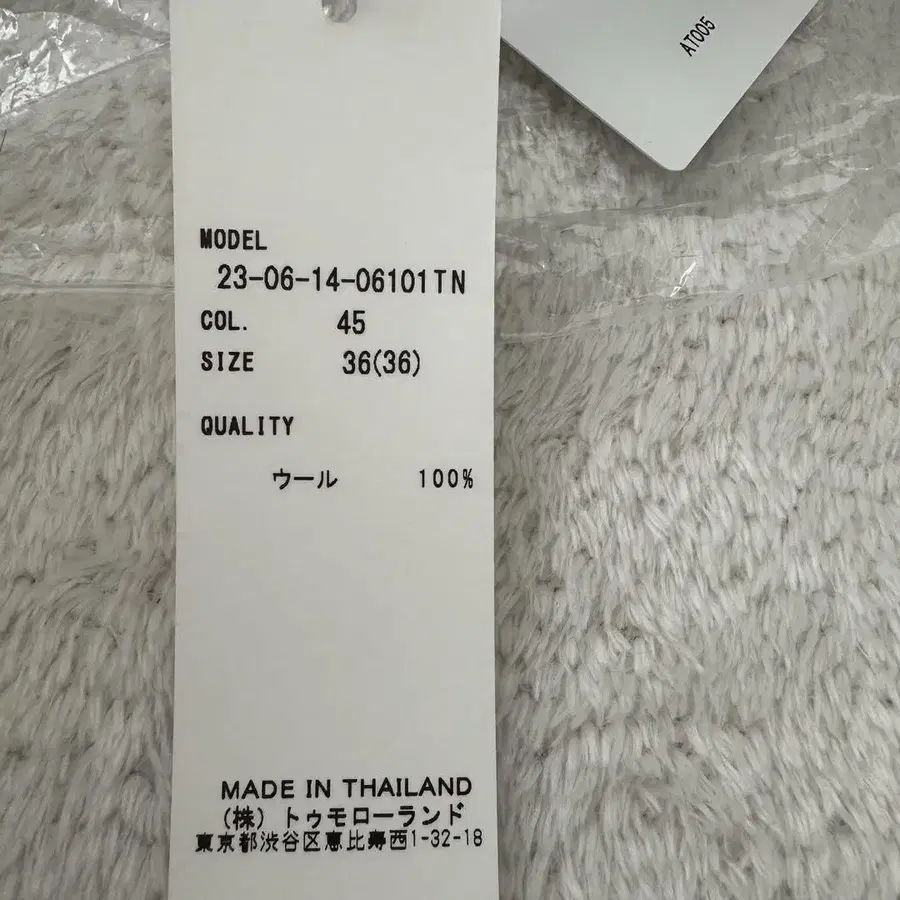 AT005
MODEL
23-06-14-06101TN
COL. 45
SIZE 36(36)
QUALITY
ウール 100%
MADE IN THAILAND
(株) トゥモローランド
東京都渋谷区恵比寿西1-32-18